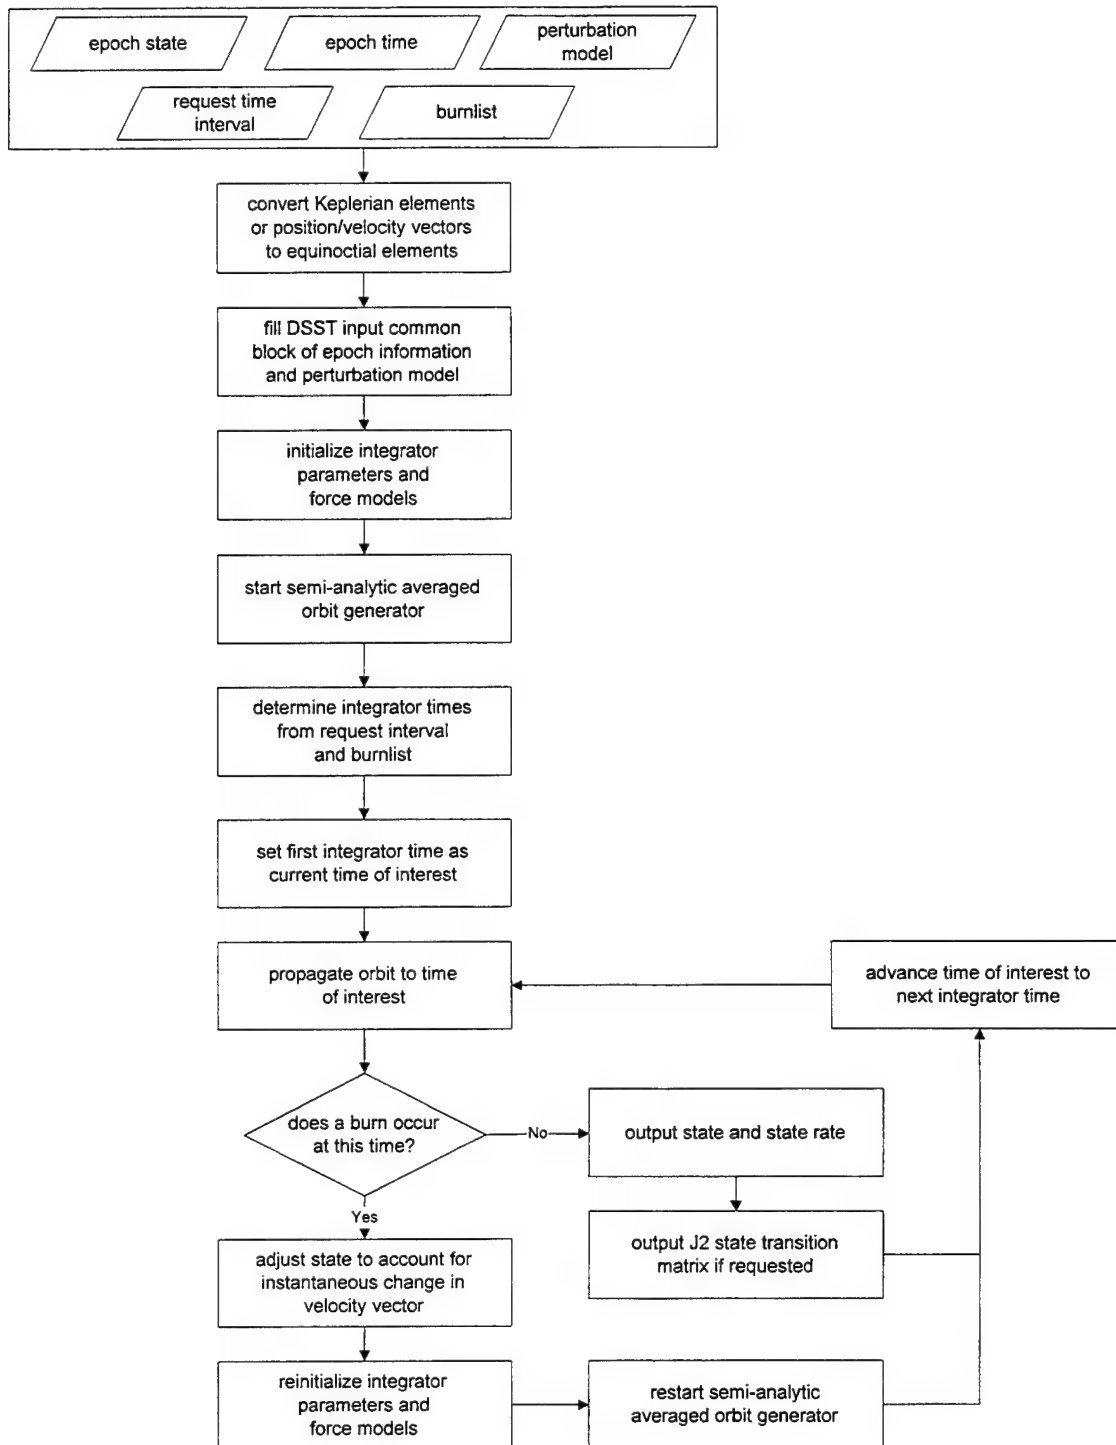 epoch state
epoch time
perturbation
model
request time
interval
burnlist
convert Keplerian elements
or position/velocity vectors
to equinoctial elements
fill DSST input common
block of epoch information
and perturbation model
initialize integrator
parameters and
force models
start semi-analytic averaged
orbit generator
determine integrator times
from request interval
and burnlist
set first integrator time as
current time of interest
propagate orbit to time
of interest
advance time of interest to
next integrator time
does a burn occur
at this time?
No
output state and state rate
Yes
output J2 state transition
matrix if requested
adjust state to account for
instantaneous change in
velocity vector
reinitialize integrator
parameters and
force models
restart semi-analytic
averaged orbit generator